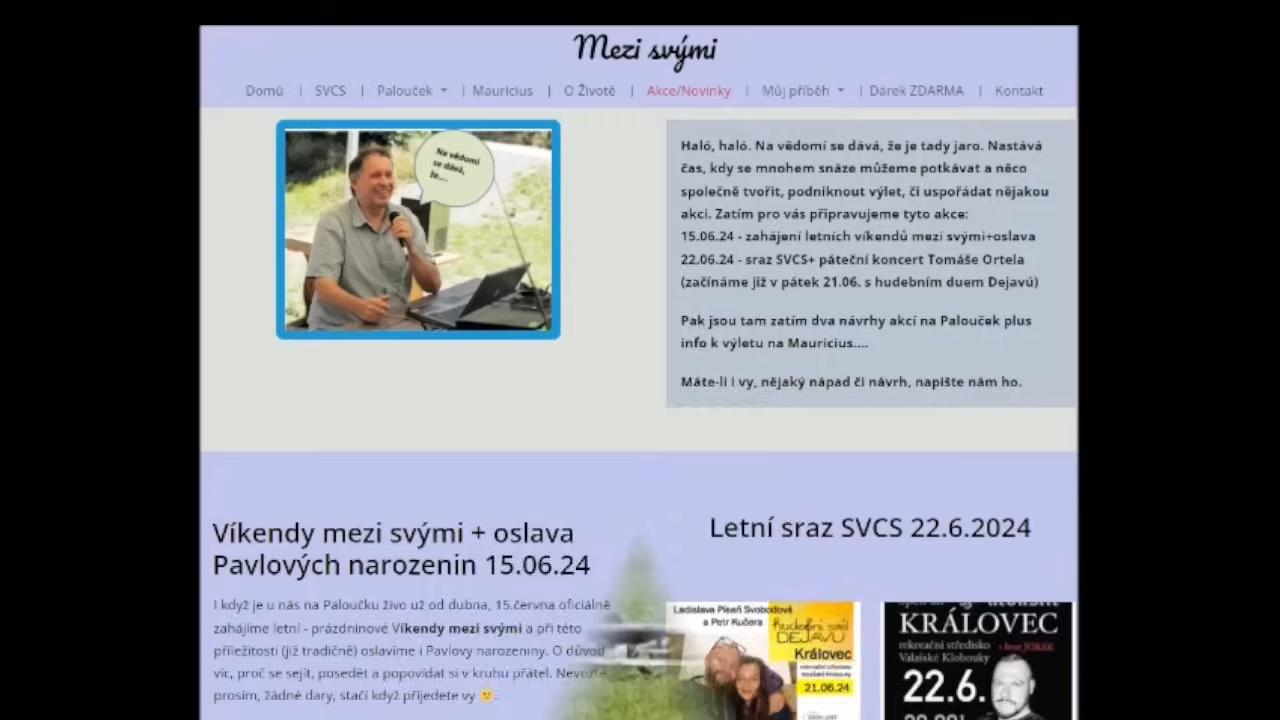 Mezi svými
Domů | SVCS | Palouček | Mauricius | O Životě | Akce/Novinky | Můj příběh | Dárek ZDARMA | Kontakt
Na vědomí
se dává,
že....
Haló, haló. Na vědomí se dává, že je tady jaro. Nastává
čas, kdy se mnohem snáze můžeme potkávat a něco
společně tvořit, podniknout výlet, či uspořádat nějakou
akci. Zatím pro vás připravujeme tyto akce:
15.06.24 - zahájení letních víkendů mezi svými+oslava
22.06.24 - sraz SVCS+ páteční koncert Tomáše Ortela
(začínáme již v pátek 21.06. s hudebním duem Dejavú)
Pak jsou tam zatím dva návrhy akcí na Palouček plus
info k výletu na Mauricius....
Máte-li i vy, nějaký nápad či návrh, napište nám ho.
Víkendy mezi svými + oslava
Pavlových narozenin 15.06.24
I když je u nás na Paloučku živo už od dubna, 15.června oficiálně
zahájíme letní - prázdninové Víkendy mezi svými a při této
příležitosti (již tradičně) oslavíme i Pavlovy narozeniny. O důvod
víc, proč se sejít, posedět a popovídat si v kruhu přátel. Nevozte
prosím, žádné dary, stačí když přijedete vy 🙂.
Letní sraz SVCS 22.6.2024
Ladislava Píseň Svobodová
a Petr Kučera
hudební sál
DEJAVU
Královec
rekreační středisko
Valašské Klobouky
21.06.24
KRÁLOVEC
rekreační středisko
Valašské Klobouky
22.6.